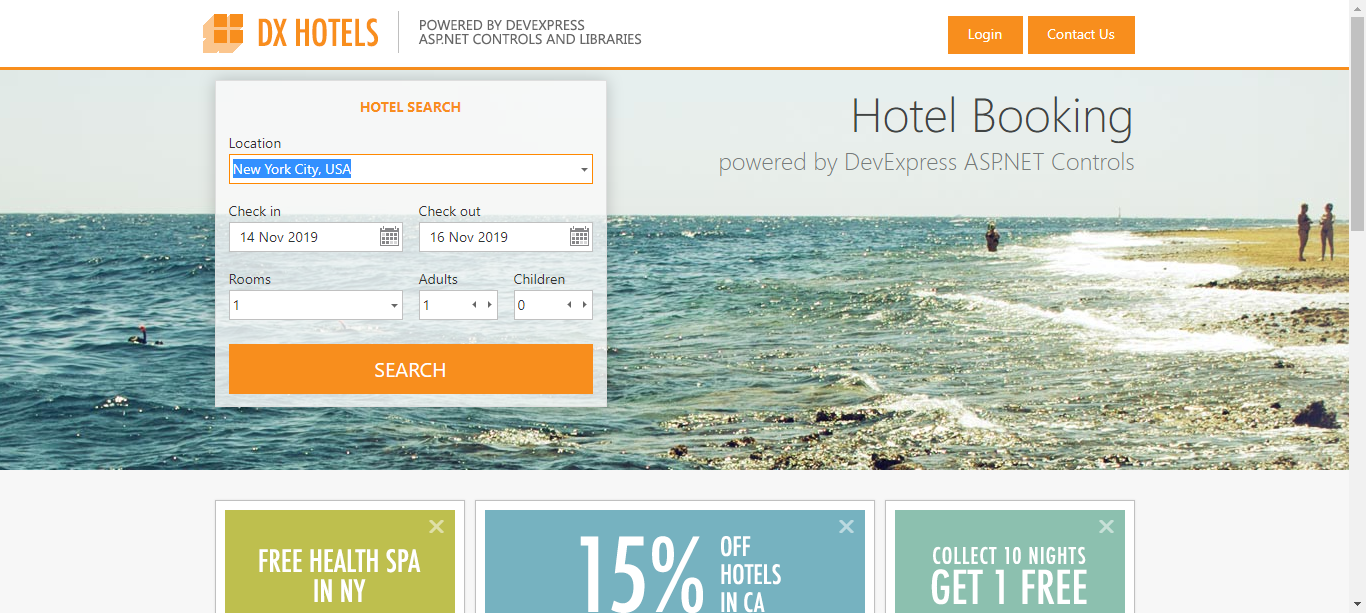 DX HOTELS
POWERED BY DEVEXPRESS
ASP.NET CONTROLS AND LIBRARIES
Login
Contact Us
HOTEL SEARCH
Location
New York City, USA
Check in
Check out
14 Nov 2019
16 Nov 2019
Rooms
Adults
Children
1
1
0
SEARCH
Hotel Booking
powered by DevExpress ASP.NET Controls
FREE HEALTH SPA
IN NY
15%
OFF
HOTELS
IN CA
COLLECT 10 NIGHTS
GET 1 FREE